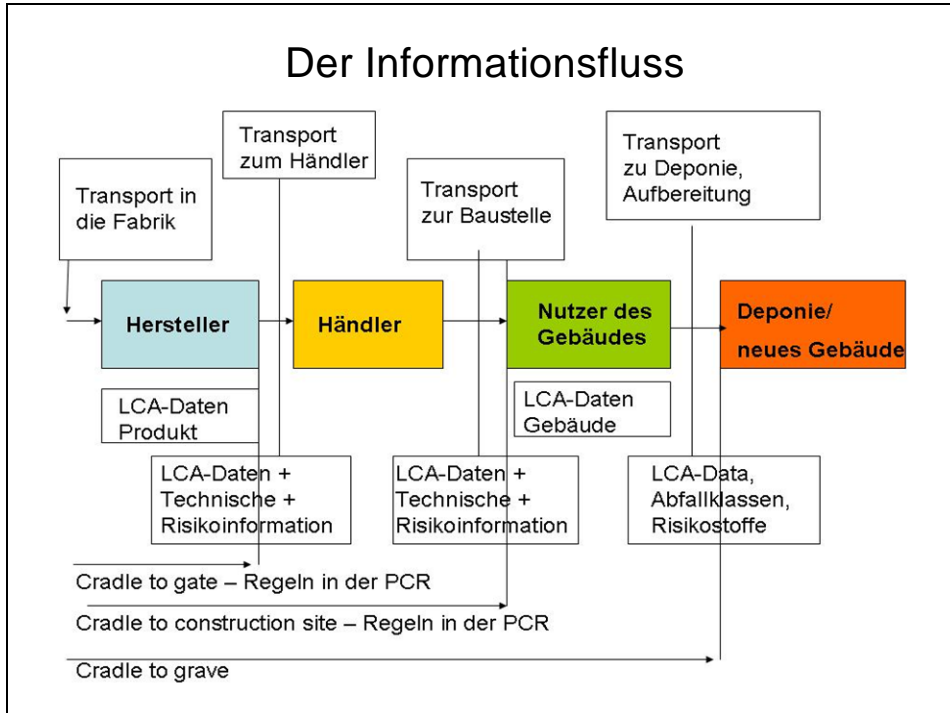 Der Informationsfluss
Transport in
die Fabrik
Transport
zum Händler
Transport
zur Baustelle
Transport
zu Deponie,
Aufbereitung
Hersteller
Händler
Nutzer des
Gebäudes
Deponie/
neues Gebäude
LCA-Daten
Produkt
LCA-Daten
Gebäude
LCA-Daten +
Technische +
Risikoinformation
LCA-Daten +
Technische +
Risikoinformation
LCA-Data,
Abfallklassen,
Risikostoffe
Cradle to gate – Regeln in der PCR
Cradle to construction site – Regeln in der PCR
Cradle to grave